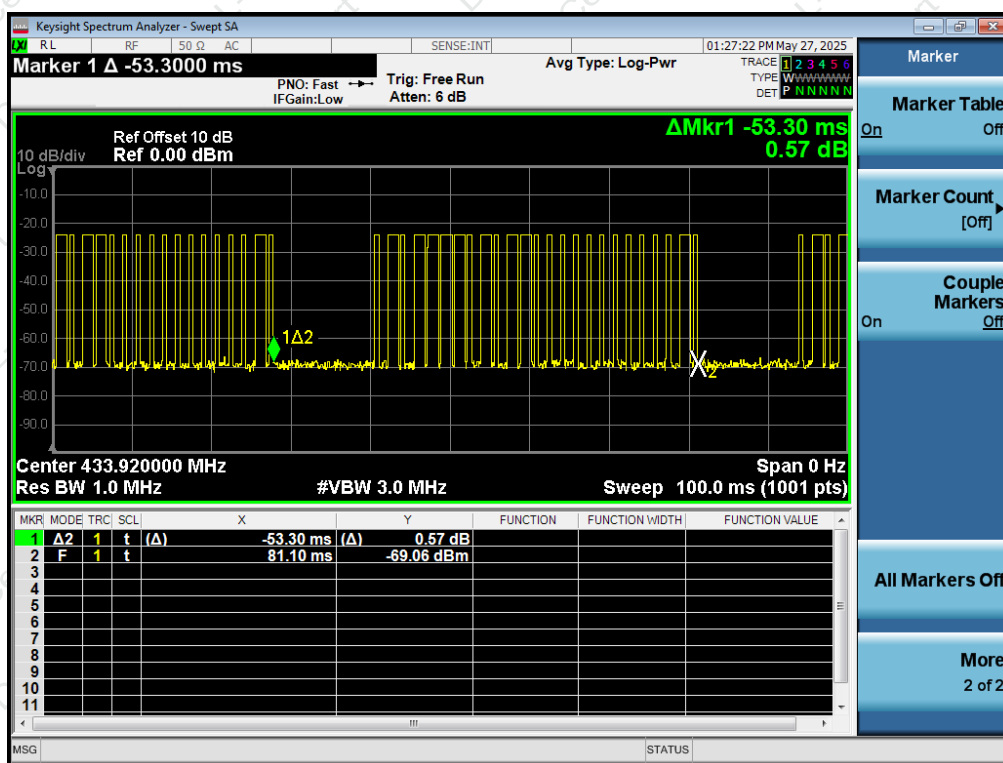 Keysight Spectrum Analyzer - Swept SA
LXI RL RF 50 Ω AC SENSE:INT 01:27:22 PM May 27, 2025
Marker 1 Δ -53.3000 ms
PNO: Fast
IFGain:Low
Trig: Free Run
Atten: 6 dB
Avg Type: Log-Pwr
TRACE 1 2 3 4 5 6
TYPE WWWWWW
DET P N N N N N
ΔMkr1 -53.30 ms
0.57 dB
Ref Offset 10 dB
10 dB/div Ref 0.00 dBm
Log
-10.0
-20.0
-30.0
-40.0
-50.0
-60.0
-70.0
-80.0
-90.0
1Δ2
2
Center 433.920000 MHz Span 0 Hz
Res BW 1.0 MHz #VBW 3.0 MHz Sweep 100.0 ms (1001 pts)
MKR MODE TRC SCL X Y FUNCTION FUNCTION WIDTH FUNCTION VALUE
1 Δ2 1 t (Δ) -53.30 ms (Δ) 0.57 dB
2 F 1 t 81.10 ms -69.06 dBm
3
4
5
6
7
8
9
10
11
MSG STATUS
Marker
Marker Table
On Off
Marker Count
[Off]
Couple
Markers
On Off
All Markers Off
More
2 of 2